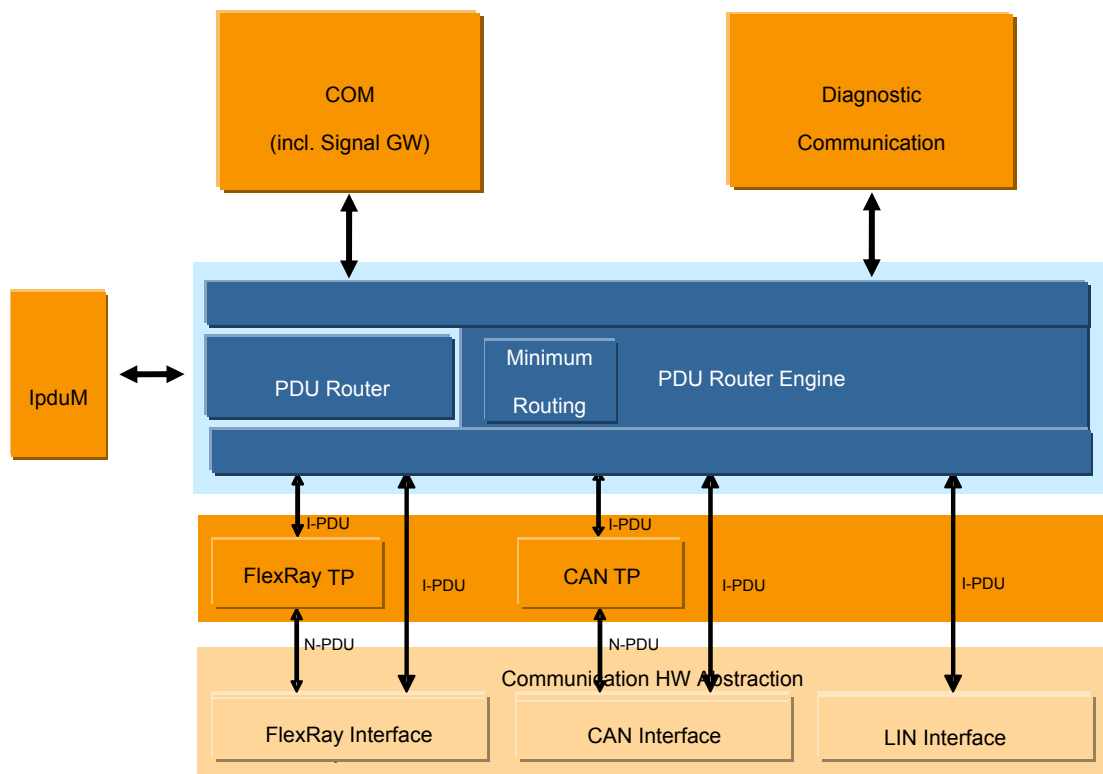 COM
(incl. Signal GW)
Diagnostic
Communication
IpduM
PDU Router
Minimum
Routing
PDU Router Engine
I-PDU
I-PDU
FlexRay TP
CAN TP
I-PDU
I-PDU
I-PDU
N-PDU
N-PDU
Communication HW Abstraction
FlexRay Interface
CAN Interface
LIN Interface